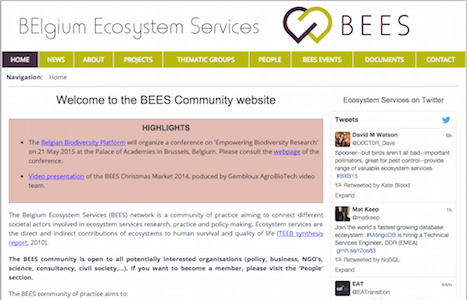 BElgium Ecosystem Services BEES
HOME NEWS ABOUT PROJECTS THEMATIC GROUPS PEOPLE BEES EVENTS DOCUMENTS CONTACT
Navigation: Home
Welcome to the BEES Community website
HIGHLIGHTS
The Belgian Biodiversity Platform will organize a conference on 'Empowering Biodiversity Research'
on 21 May 2015 at the Palace of Academies in Brussels, Belgium. Please consult the webpage of
the conference.
Video presentation of the BEES Christmas Market 2014, poduced by Gembloux AgroBioTech video
team.
The Belgium Ecosystem Services (BEES) network is a community of practice aiming to connect different
societal actors involved in ecosystem services research, practice and policy-making. Ecosystem services are
the direct and indirect contributions of ecosystems to human survival and quality of life (TEEB synthesis
report, 2010).
The BEES community is open to all potentially interested organisations (policy, business, NGO's,
science, consultancy, civil society,...). If you want to become a member, please visit the 'People'
section.
The BEES community of practice aims to:
Ecosystem Services on Twitter
Tweets
David M Watson 8h
@DOCTOR_Dave
Sooner–but birds aren't all bad–important
pollinators, great for pest control–provide
range of valuable ecosystem services
#BXB15
Retweeted by Kate Blood
Expand
Mat Keep 1h
@matkeep
Join the world's fastest growing database
ecosystem! #MongoDB is hiring a Technical
Services Engineer, DDR (EMEA)
Retweeted by NoSQL
Expand
EAT 44m
@EATransition